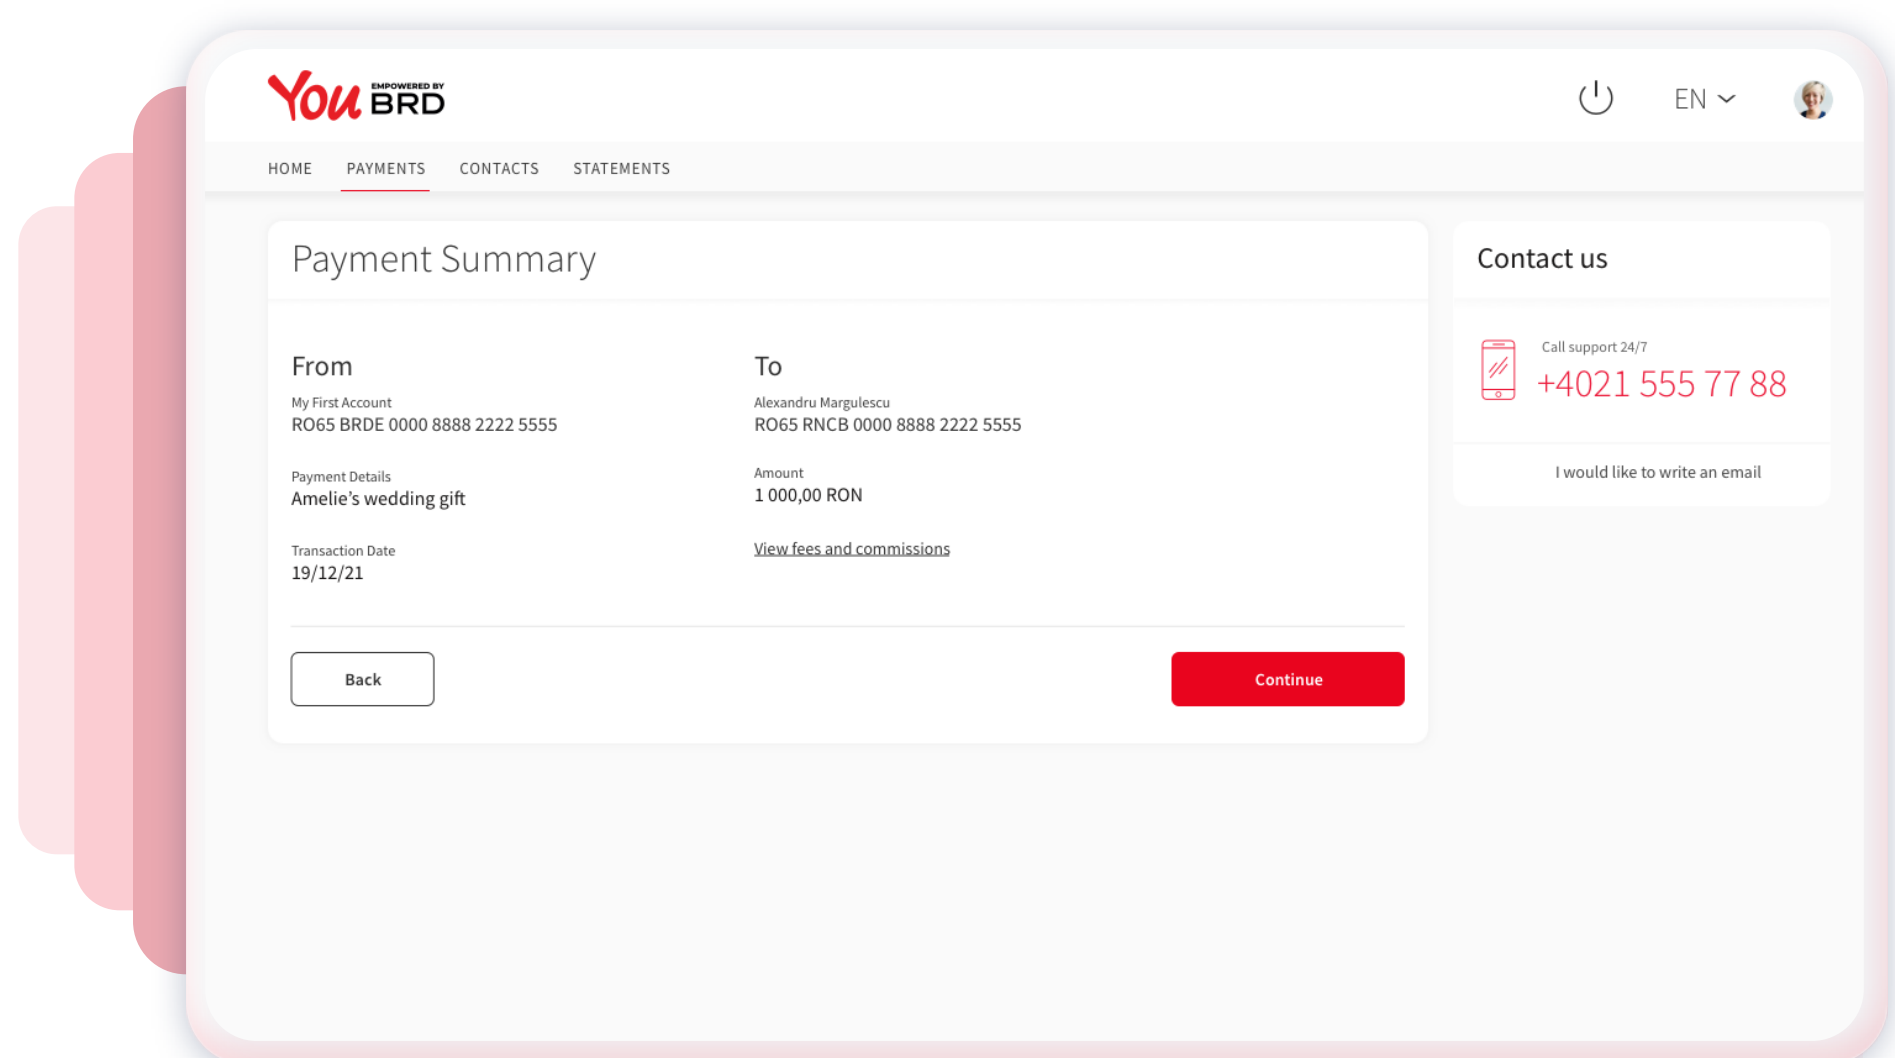 You EMPOWERED BY BRD
EN
HOME PAYMENTS CONTACTS STATEMENTS
Payment Summary
From
My First Account
RO65 BRDE 0000 8888 2222 5555
Payment Details
Amelie’s wedding gift
Transaction Date
19/12/21
To
Alexandru Margulescu
RO65 RNCB 0000 8888 2222 5555
Amount
1 000,00 RON
View fees and commissions
Back
Continue
Contact us
Call support 24/7
+4021 555 77 88
I would like to write an email